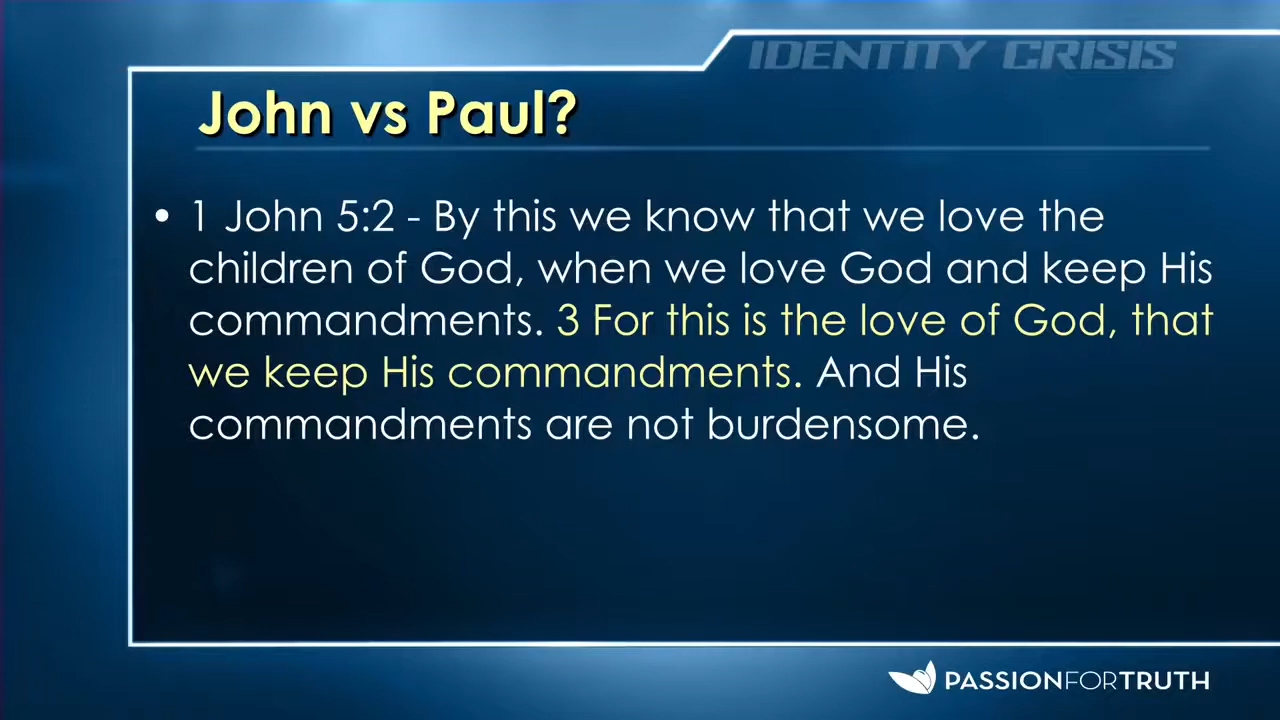 IDENTITY CRISIS
John vs Paul?
• 1 John 5:2 - By this we know that we love the
children of God, when we love God and keep His
commandments. 3 For this is the love of God, that
we keep His commandments. And His
commandments are not burdensome.
PASSIONFORTRUTH